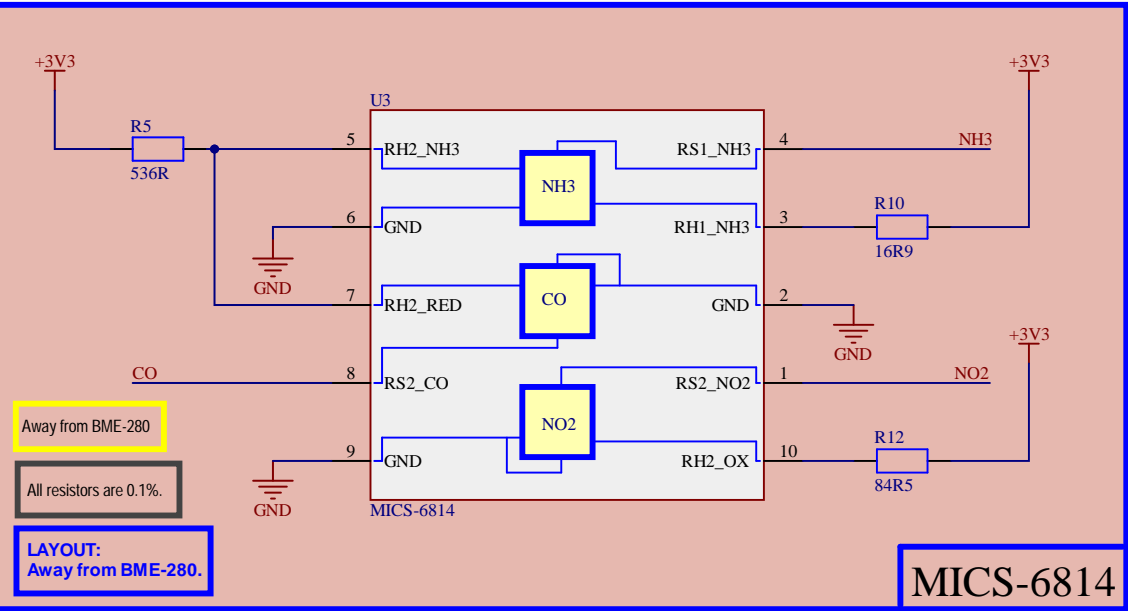 +3V3
+3V3
U3
R5
536R
5
RH2_NH3
RS1_NH3
4
NH3
NH3
R10
16R9
6
GND
RH1_NH3
3
GND
CO
7
RH2_RED
GND
2
GND
+3V3
CO
8
RS2_CO
RS2_NO2
1
NO2
NO2
R12
84R5
9
GND
RH2_OX
10
GND
MICS-6814
Away from BME-280
All resistors are 0.1%.
LAYOUT:
Away from BME-280.
MICS-6814